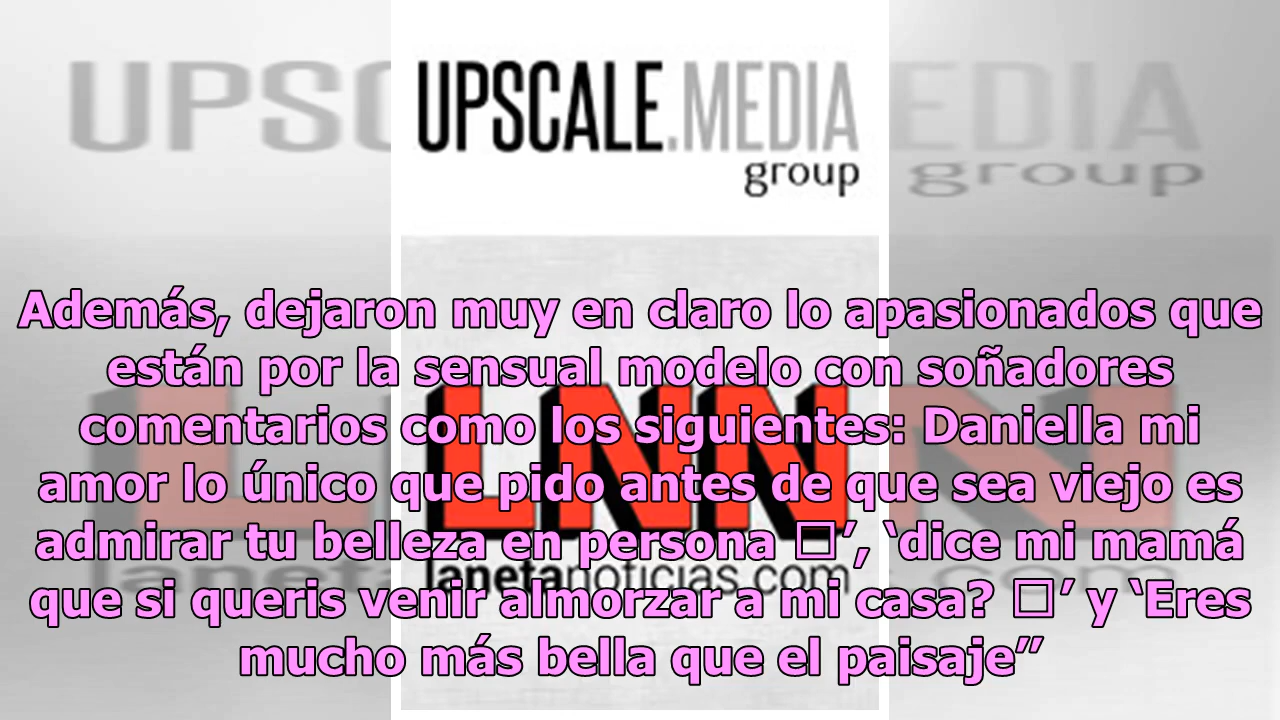 UPSCALE.MEDIA
group
Además, dejaron muy en claro lo apasionados que
están por la sensual modelo con soñadores
comentarios como los siguientes: Daniella mi
amor lo único que pido antes de que sea viejo es
admirar tu belleza en persona □’, ‘dice mi mamá
que si queris venir almorzar a mi casa? □’ y ‘Eres
mucho más bella que el paisaje”
LNN
lanetanoticias.com